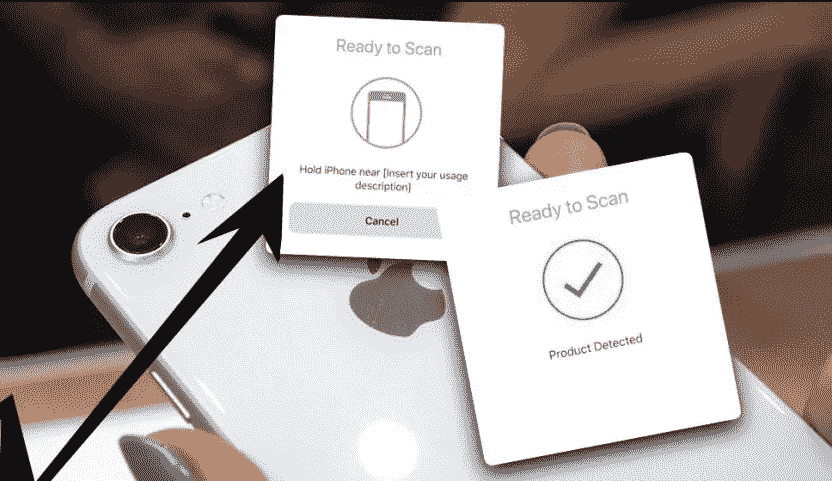 Ready to Scan
Hold iPhone near [Insert your usage
description]
Cancel
Ready to Scan
Product Detected